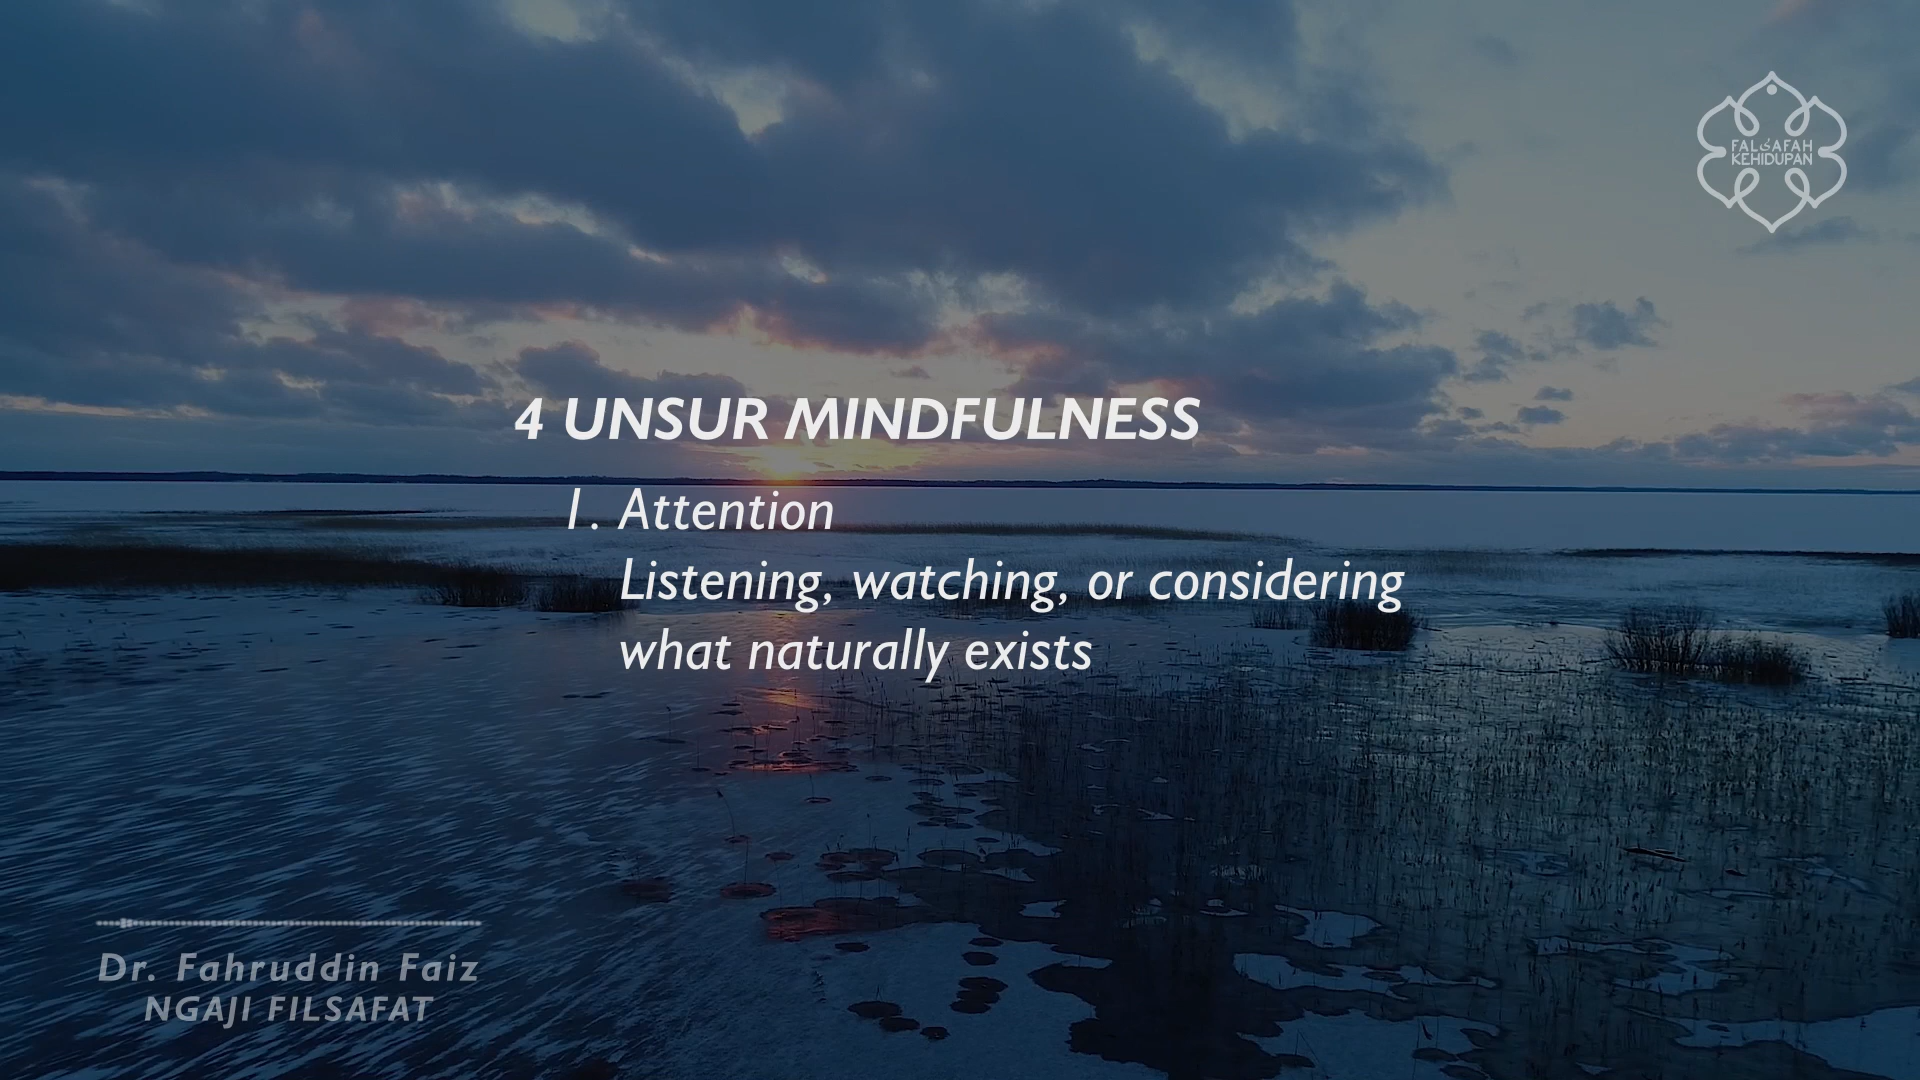 FALSAFAH
KEHIDUPAN
4 UNSUR MINDFULNESS
1. Attention
Listening, watching, or considering
what naturally exists
Dr. Fahruddin Faiz
NGAJI FILSAFAT